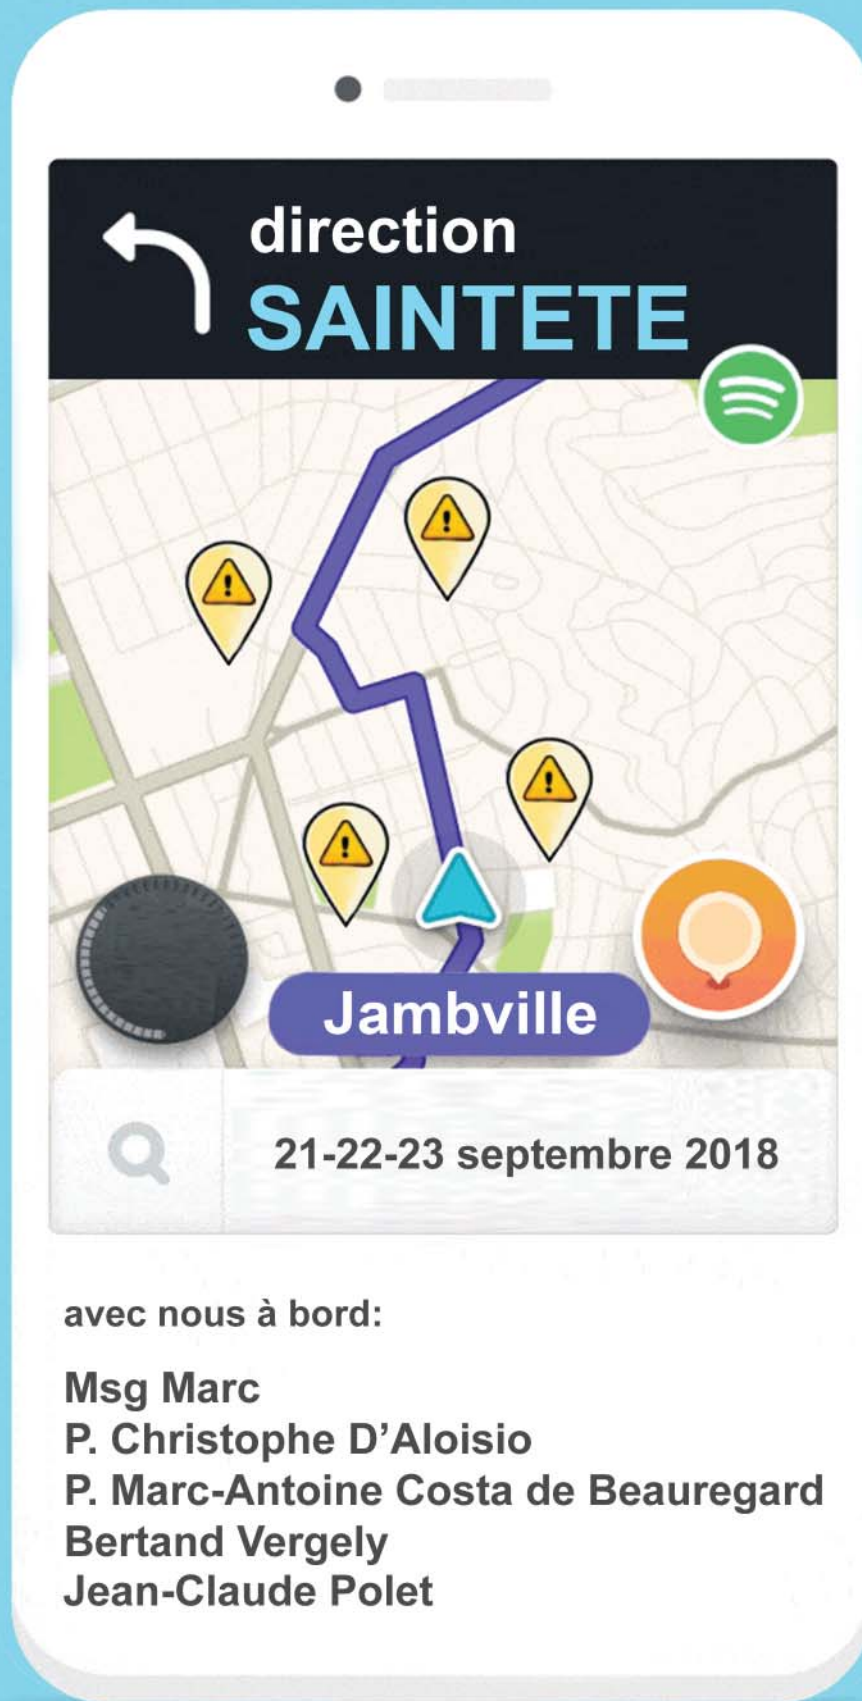 direction
SAINTETE
Jambville
21-22-23 septembre 2018
avec nous à bord:
Msg Marc
P. Christophe D’Aloisio
P. Marc-Antoine Costa de Beauregard
Bertand Vergely
Jean-Claude Polet